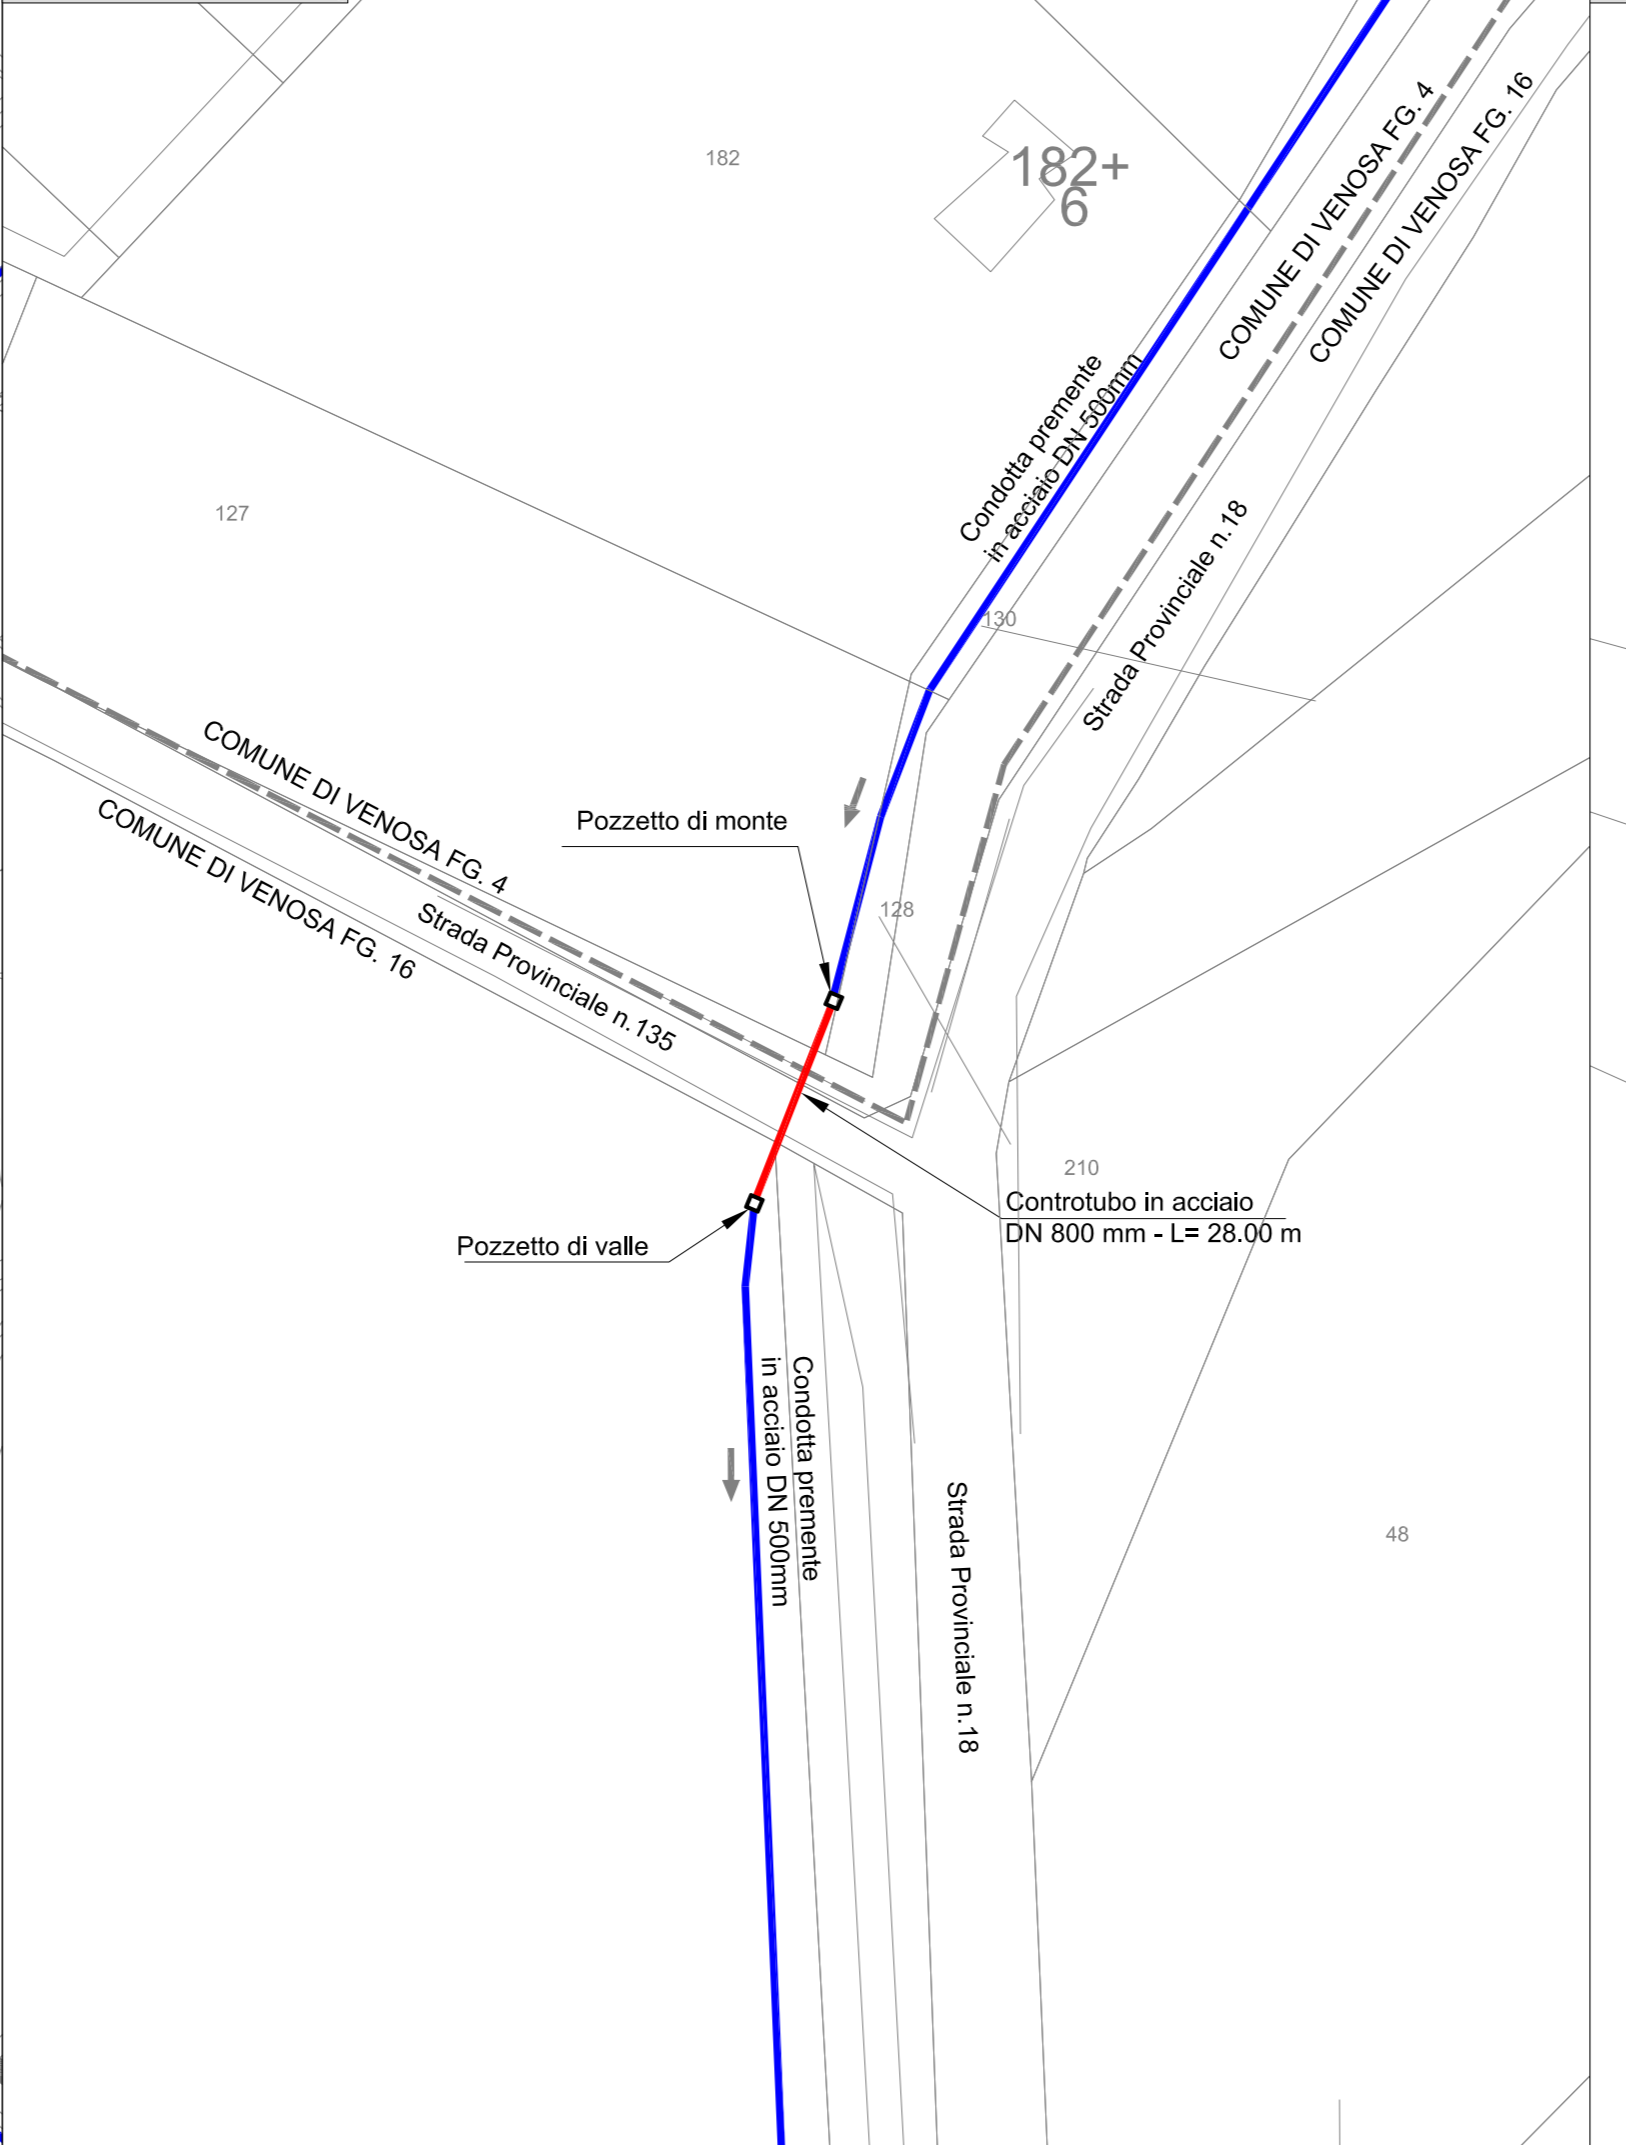 182
182+
6
COMUNE DI VENOSA FG. 4
COMUNE DI VENOSA FG. 16
Condotta premente
in acciaio DN 500mm
127
Strada Provinciale n.18
130
COMUNE DI VENOSA FG. 4
COMUNE DI VENOSA FG. 16
Strada Provinciale n.135
Pozzetto di monte
128
210
Controtubo in acciaio
DN 800 mm - L= 28.00 m
Pozzetto di valle
Condotta premente
in acciaio DN 500mm
Strada Provinciale n.18
48